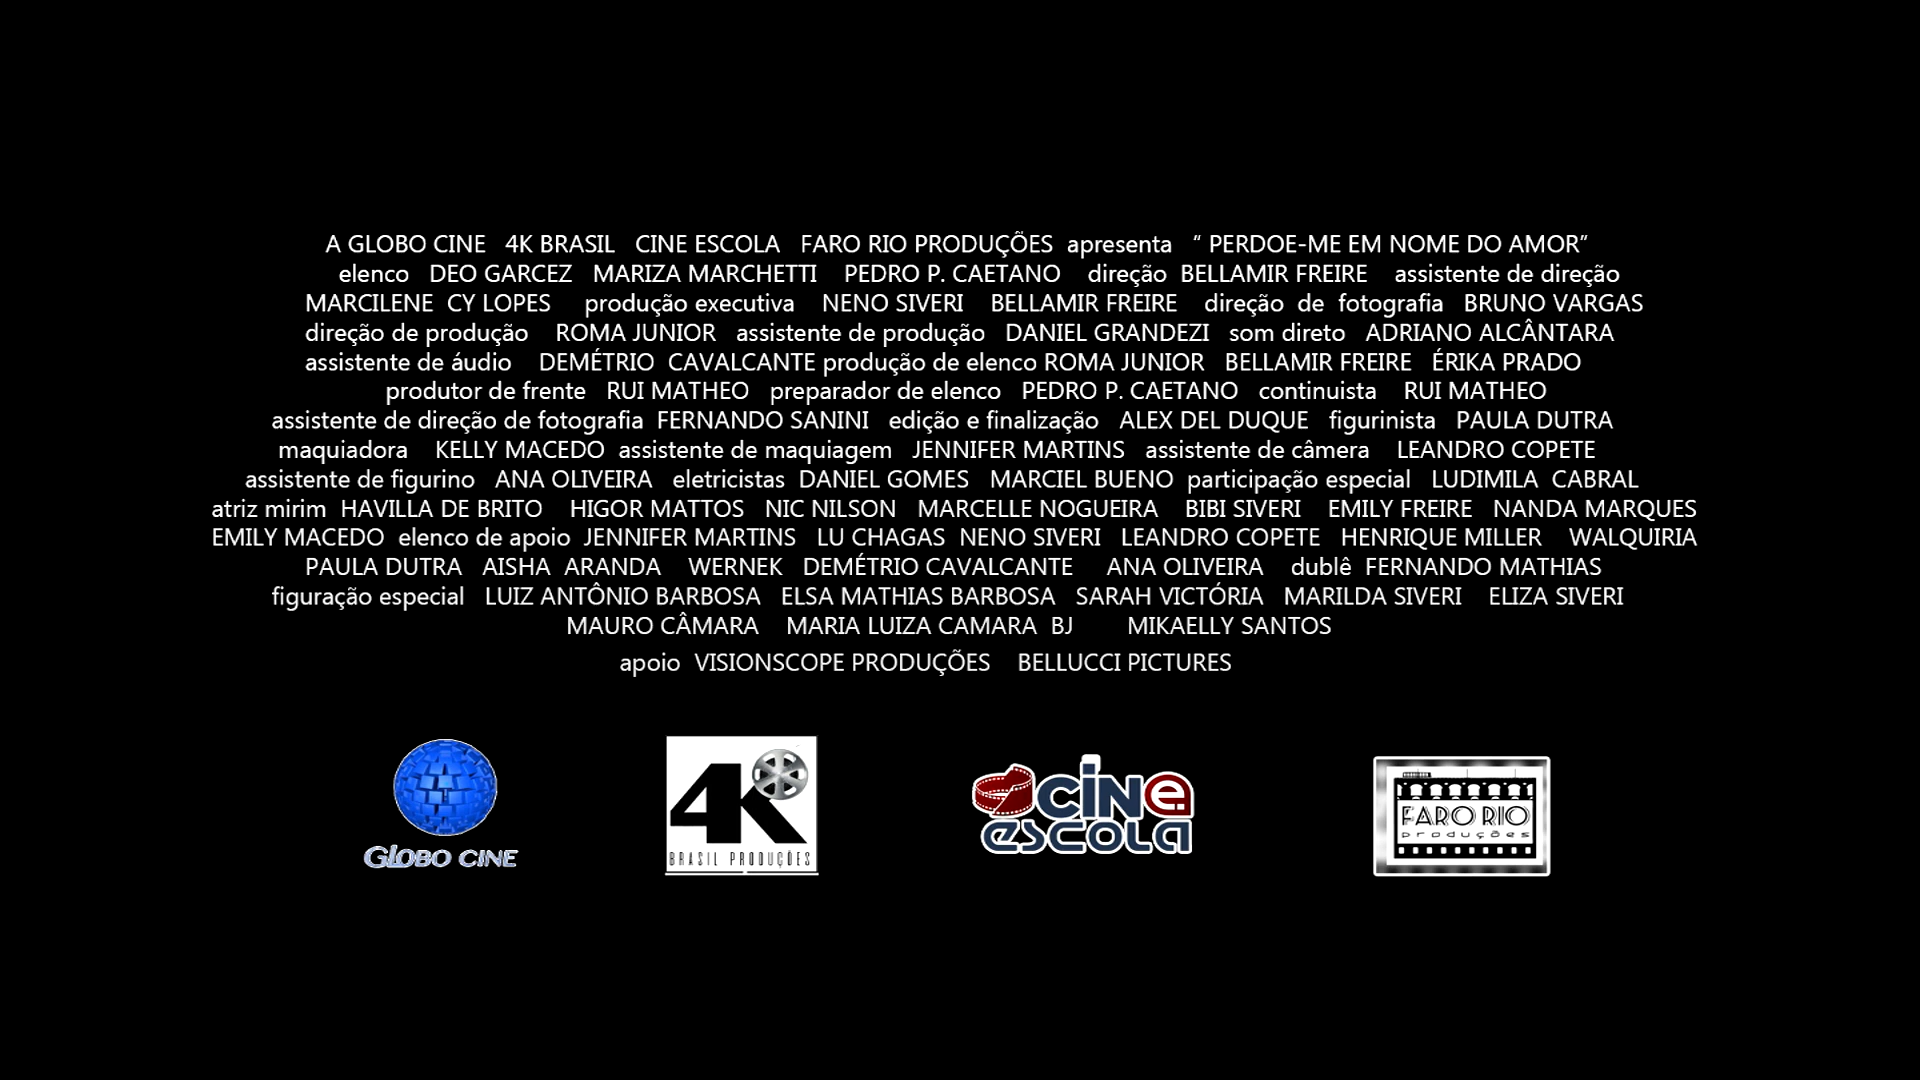 A GLOBO CINE 4K BRASIL CINE ESCOLA FARO RIO PRODUÇÕES apresenta “ PERDOE-ME EM NOME DO AMOR”
elenco DEO GARCEZ MARIZA MARCHETTI PEDRO P. CAETANO direção BELLAMIR FREIRE assistente de direção
MARCILENE CY LOPES produção executiva NENO SIVERI BELLAMIR FREIRE direção de fotografia BRUNO VARGAS
direção de produção ROMA JUNIOR assistente de produção DANIEL GRANDEZI som direto ADRIANO ALCÂNTARA
assistente de áudio DEMÉTRIO CAVALCANTE produção de elenco ROMA JUNIOR BELLAMIR FREIRE ÉRIKA PRADO
produtor de frente RUI MATHEO preparador de elenco PEDRO P. CAETANO continuista RUI MATHEO
assistente de direção de fotografia FERNANDO SANINI edição e finalização ALEX DEL DUQUE figurinista PAULA DUTRA
maquiadora KELLY MACEDO assistente de maquiagem JENNIFER MARTINS assistente de câmera LEANDRO COPETE
assistente de figurino ANA OLIVEIRA eletricistas DANIEL GOMES MARCIEL BUENO participação especial LUDIMILA CABRAL
atriz mirim HAVILLA DE BRITO HIGOR MATTOS NIC NILSON MARCELLE NOGUEIRA BIBI SIVERI EMILY FREIRE NANDA MARQUES
EMILY MACEDO elenco de apoio JENNIFER MARTINS LU CHAGAS NENO SIVERI LEANDRO COPETE HENRIQUE MILLER WALQUIRIA
PAULA DUTRA AISHA ARANDA WERNEK DEMÉTRIO CAVALCANTE ANA OLIVEIRA dublê FERNANDO MATHIAS
figuração especial LUIZ ANTÔNIO BARBOSA ELSA MATHIAS BARBOSA SARAH VICTÓRIA MARILDA SIVERI ELIZA SIVERI
MAURO CÂMARA MARIA LUIZA CAMARA BJ MIKAELLY SANTOS
apoio VISIONSCOPE PRODUÇÕES BELLUCCI PICTURES
GLOBO CINE
4K
BRASIL PRODUÇÕES
CINE
ESCOLA
FARO RIO
produções